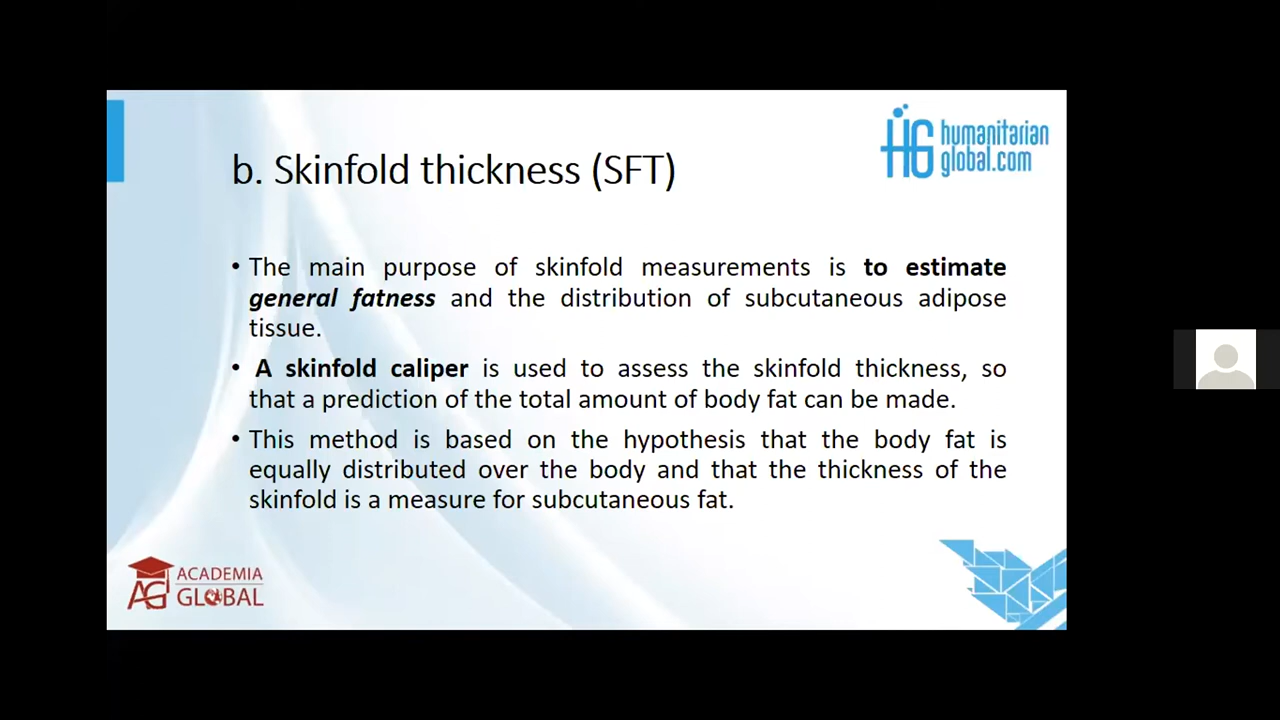 humanitarian
global.com
b. Skinfold thickness (SFT)
• The main purpose of skinfold measurements is to estimate
general fatness and the distribution of subcutaneous adipose
tissue.
• A skinfold caliper is used to assess the skinfold thickness, so
that a prediction of the total amount of body fat can be made.
• This method is based on the hypothesis that the body fat is
equally distributed over the body and that the thickness of the
skinfold is a measure for subcutaneous fat.
AG ACADEMIA
GLOBAL